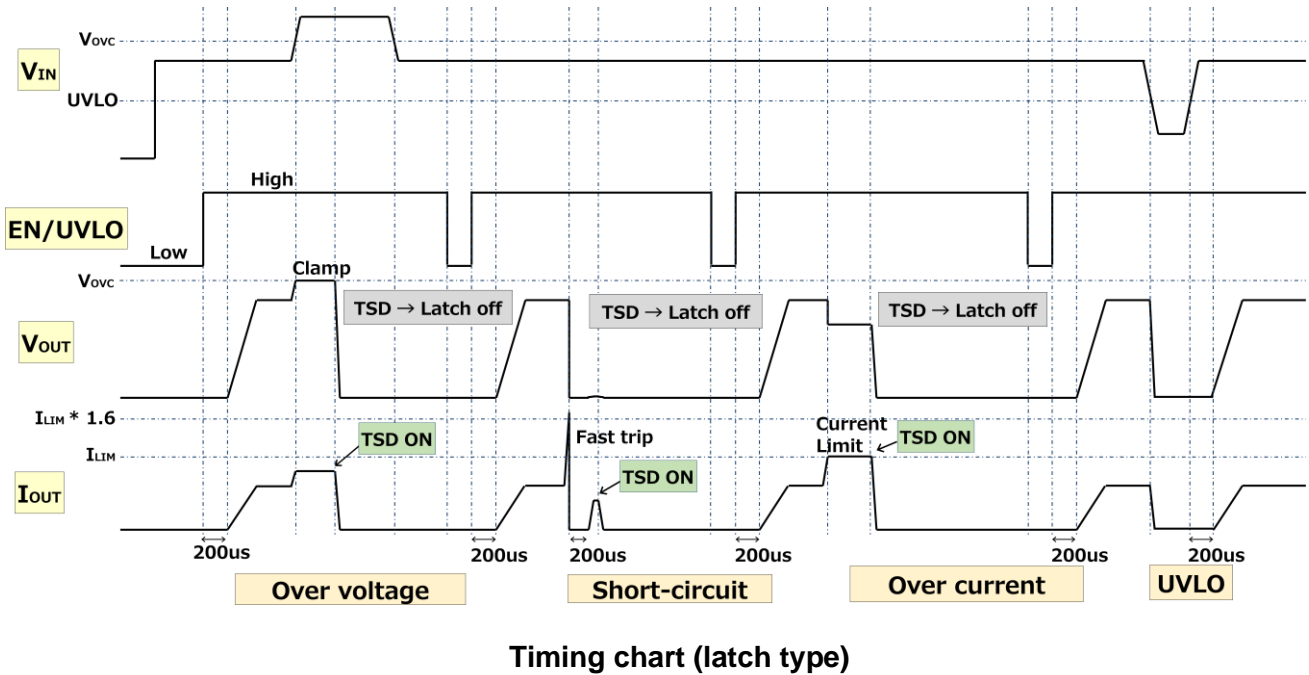 VOVC
VIN
UVLO
High
EN/UVLO
Low
Clamp
VOVC
TSD → Latch off
TSD → Latch off
TSD → Latch off
VOUT
ILIM * 1.6
Fast trip
Current
Limit
TSD ON
TSD ON
ILIM
TSD ON
IOUT
200us
200us
200us
200us
200us
200us
Over voltage
Short-circuit
Over current
UVLO
Timing chart (latch type)